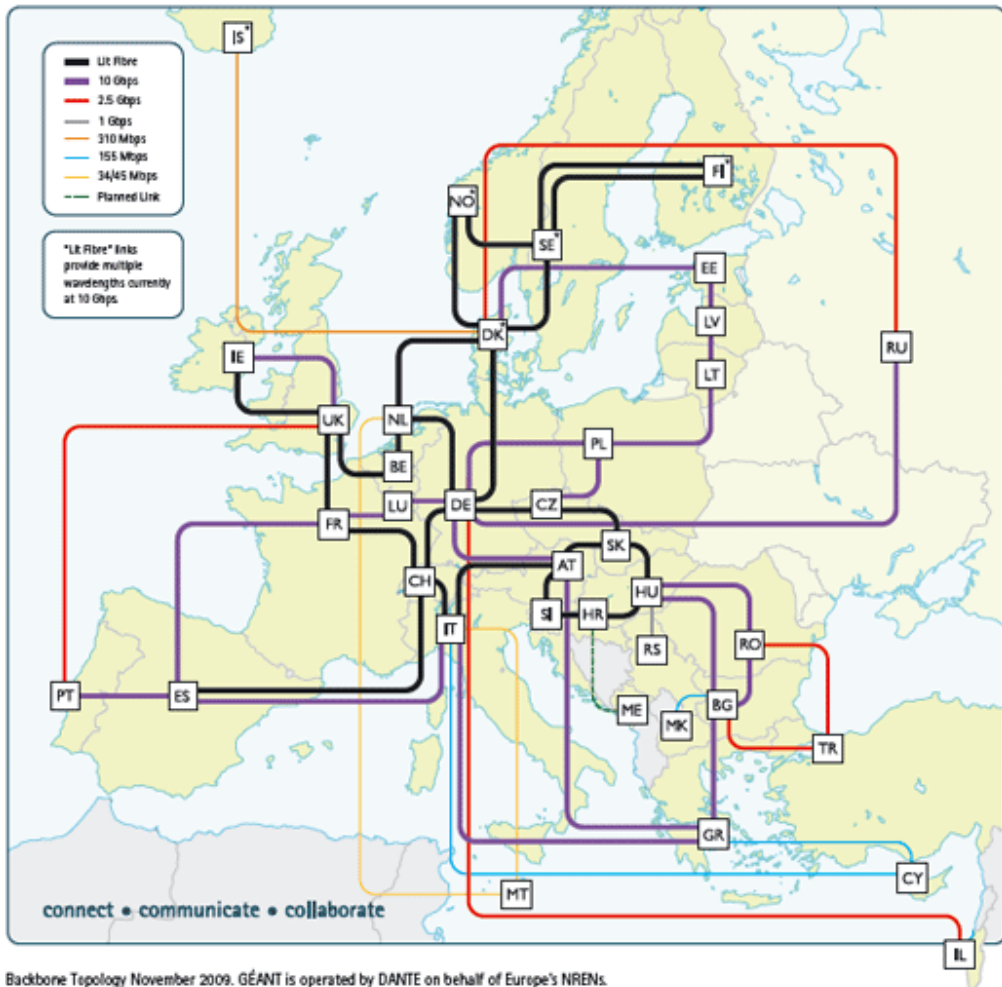 IS*
Lit Fibre
10 Gbps
2.5 Gbps
1 Gbps
310 Mbps
155 Mbps
34/45 Mbps
Planned Link
"Lit Fibre" links
provide multiple
wavelengths currently
at 10 Gbps.
FI*
NO*
SE*
EE
LV
DK*
RU
IE
LT
UK
NL
PL
BE
LU
DE
CZ
FR
SK
AT
CH
HU
SI
HR
IT
RS
RO
PT
ES
ME
BG
MK
TR
GR
CY
MT
connect • communicate • collaborate
IL
Backbone Topology November 2009. GÉANT is operated by DANTE on behalf of Europe's NRENs.